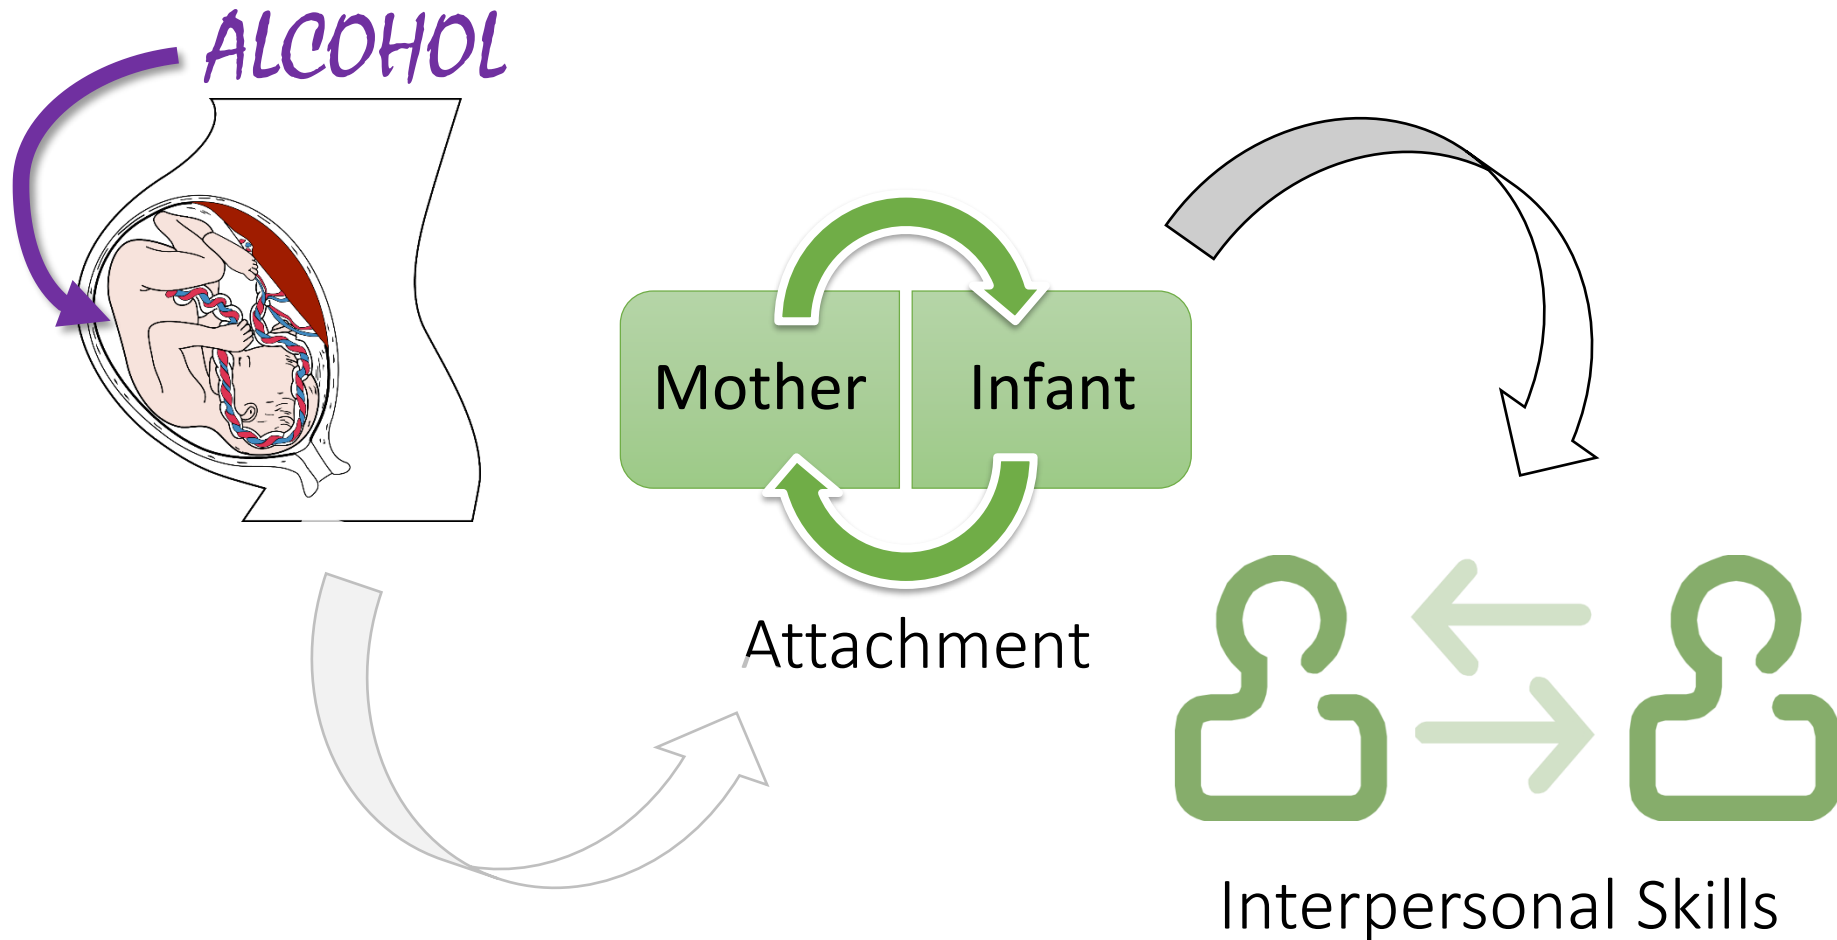 ALCOHOL
Mother
Infant
Attachment
Interpersonal Skills